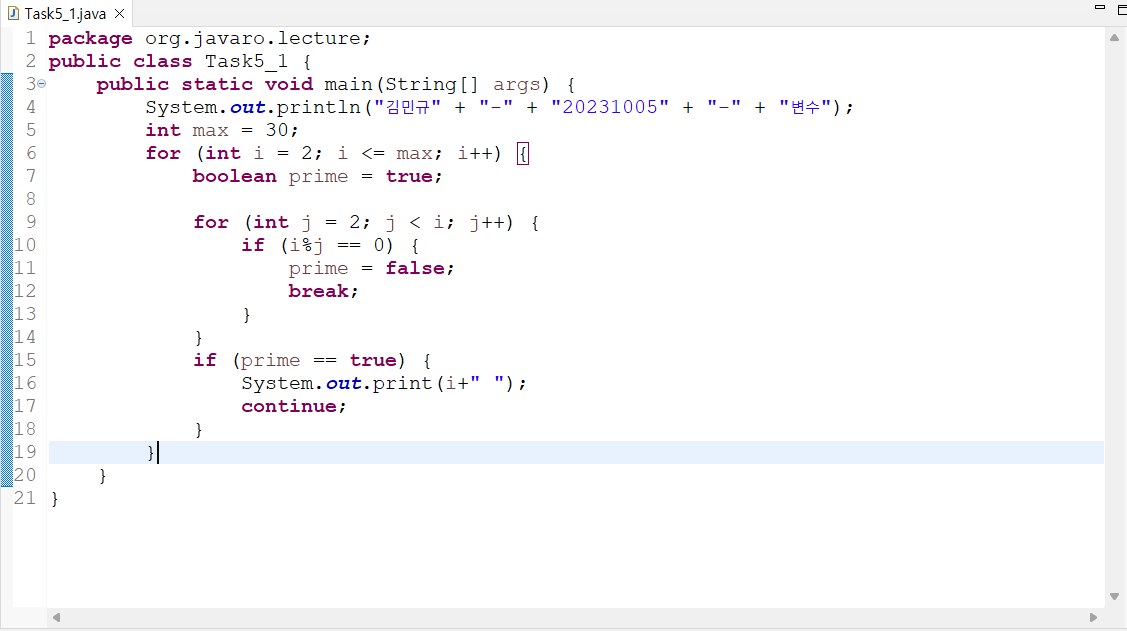 Task5_1.java
1 package org.javaro.lecture;
2 public class Task5_1 {
3     public static void main(String[] args) {
4         System.out.println("김민규" + "-" + "20231005" + "-" + "변수");
5         int max = 30;
6         for (int i = 2; i <= max; i++) {
7             boolean prime = true;
8
9             for (int j = 2; j < i; j++) {
10                 if (i%j == 0) {
11                     prime = false;
12                     break;
13                 }
14             }
15             if (prime == true) {
16                 System.out.print(i+" ");
17                 continue;
18             }
19         }
20     }
21 }